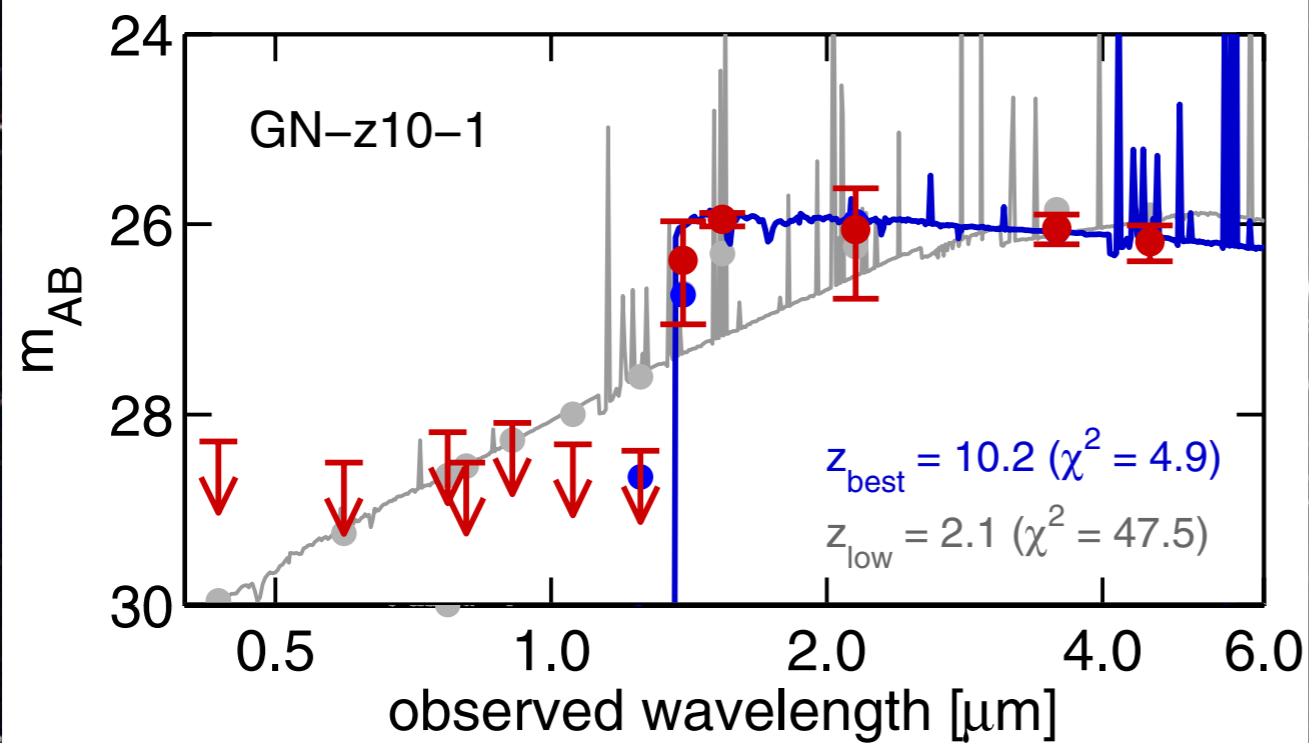 24
26
28
30
m_AB
GN−z10−1
z_best = 10.2 (χ² = 4.9)
z_low = 2.1 (χ² = 47.5)
0.5 1.0 2.0 4.0 6.0
observed wavelength [μm]